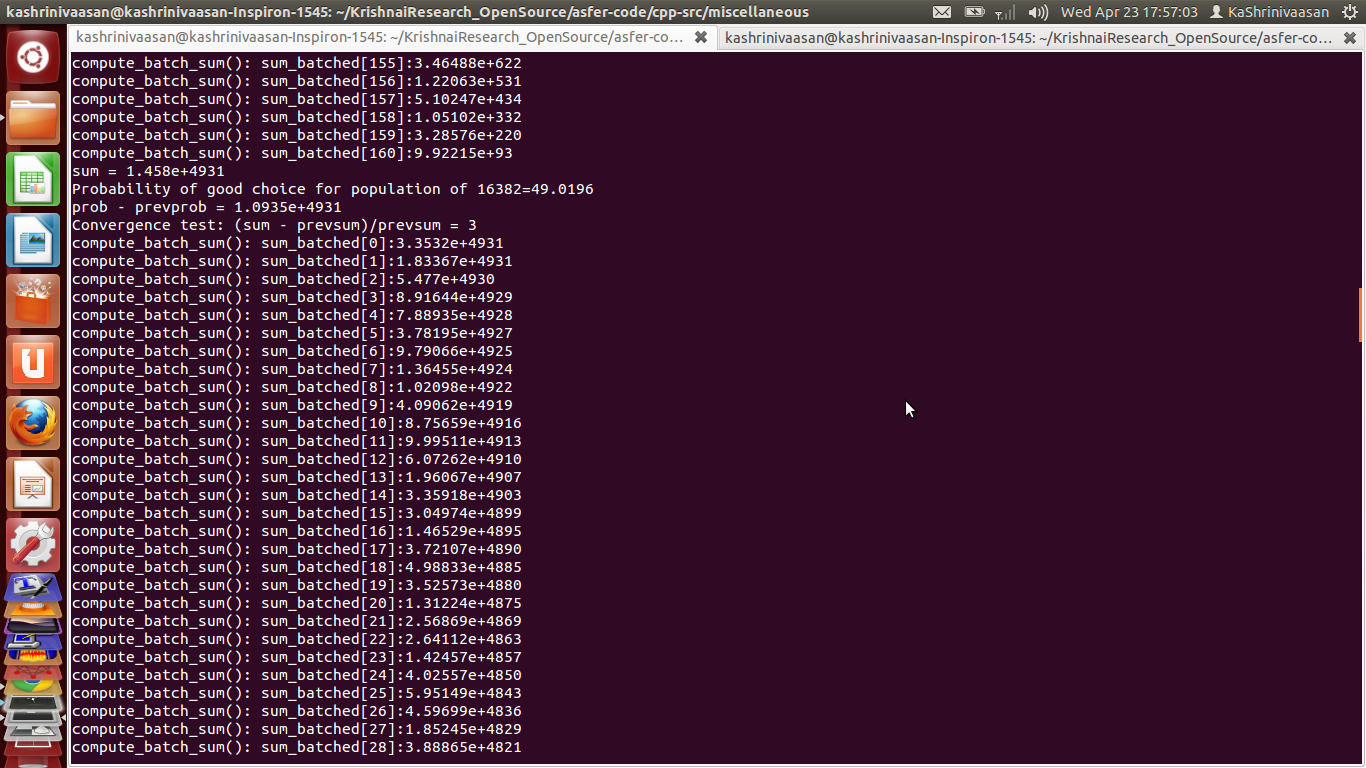 kashrinivaasan@kashrinivaasan-Inspiron-1545: ~/KrishnaiResearch_OpenSource/asfer-code/cpp-src/miscellaneous
Wed Apr 23 17:57:03
KaShrinivaasan
kashrinivaasan@kashrinivaasan-Inspiron-1545: ~/KrishnaiResearch_OpenSource/asfer-co...
kashrinivaasan@kashrinivaasan-Inspiron-1545: ~/KrishnaiResearch_OpenSource/asfer-co...
compute_batch_sum(): sum_batched[155]:3.46488e+622
compute_batch_sum(): sum_batched[156]:1.22063e+531
compute_batch_sum(): sum_batched[157]:5.10247e+434
compute_batch_sum(): sum_batched[158]:1.05102e+332
compute_batch_sum(): sum_batched[159]:3.28576e+220
compute_batch_sum(): sum_batched[160]:9.92215e+93
sum = 1.458e+4931
Probability of good choice for population of 16382=49.0196
prob - prevprob = 1.0935e+4931
Convergence test: (sum - prevsum)/prevsum = 3
compute_batch_sum(): sum_batched[0]:3.3532e+4931
compute_batch_sum(): sum_batched[1]:1.83367e+4931
compute_batch_sum(): sum_batched[2]:5.477e+4930
compute_batch_sum(): sum_batched[3]:8.91644e+4929
compute_batch_sum(): sum_batched[4]:7.88935e+4928
compute_batch_sum(): sum_batched[5]:3.78195e+4927
compute_batch_sum(): sum_batched[6]:9.79066e+4925
compute_batch_sum(): sum_batched[7]:1.36455e+4924
compute_batch_sum(): sum_batched[8]:1.02098e+4922
compute_batch_sum(): sum_batched[9]:4.09062e+4919
compute_batch_sum(): sum_batched[10]:8.75659e+4916
compute_batch_sum(): sum_batched[11]:9.99511e+4913
compute_batch_sum(): sum_batched[12]:6.07262e+4910
compute_batch_sum(): sum_batched[13]:1.96067e+4907
compute_batch_sum(): sum_batched[14]:3.35918e+4903
compute_batch_sum(): sum_batched[15]:3.04974e+4899
compute_batch_sum(): sum_batched[16]:1.46529e+4895
compute_batch_sum(): sum_batched[17]:3.72107e+4890
compute_batch_sum(): sum_batched[18]:4.98833e+4885
compute_batch_sum(): sum_batched[19]:3.52573e+4880
compute_batch_sum(): sum_batched[20]:1.31224e+4875
compute_batch_sum(): sum_batched[21]:2.56869e+4869
compute_batch_sum(): sum_batched[22]:2.64112e+4863
compute_batch_sum(): sum_batched[23]:1.42457e+4857
compute_batch_sum(): sum_batched[24]:4.02557e+4850
compute_batch_sum(): sum_batched[25]:5.95149e+4843
compute_batch_sum(): sum_batched[26]:4.59699e+4836
compute_batch_sum(): sum_batched[27]:1.85245e+4829
compute_batch_sum(): sum_batched[28]:3.88865e+4821